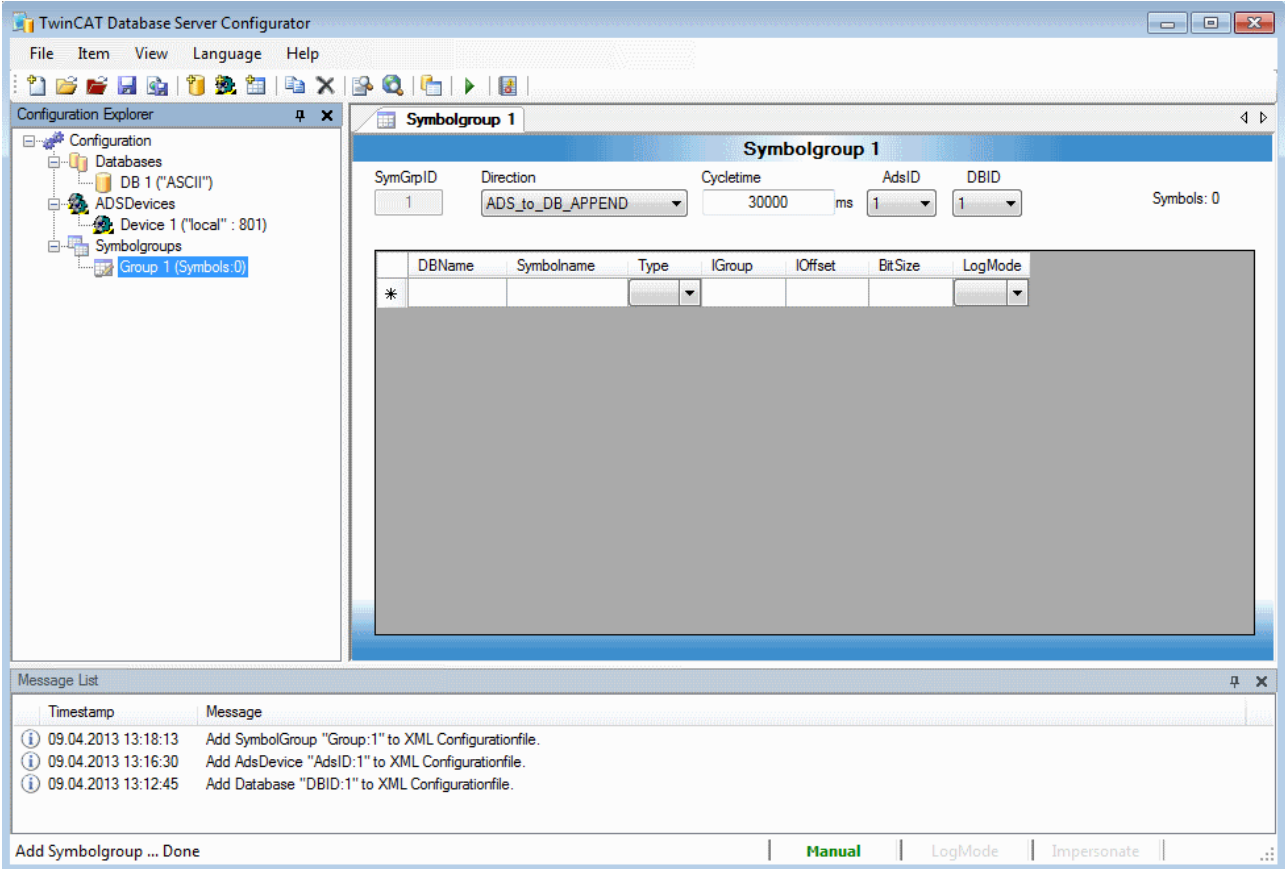 TwinCAT Database Server Configurator
File Item View Language Help
Configuration Explorer
Configuration
Databases
DB 1 ("ASCII")
ADSDevices
Device 1 ("local" : 801)
Symbolgroups
Group 1 (Symbols:0)
Symbolgroup 1
Symbolgroup 1
SymGrpID Direction Cycletime AdsID DBID
1 ADS_to_DB_APPEND 30000 ms 1 1 Symbols: 0
DBName Symbolname Type IGroup IOffset BitSize LogMode
Message List
Timestamp Message
09.04.2013 13:18:13 Add SymbolGroup "Group:1" to XML Configurationfile.
09.04.2013 13:16:30 Add AdsDevice "AdsID:1" to XML Configurationfile.
09.04.2013 13:12:45 Add Database "DBID:1" to XML Configurationfile.
Add Symbolgroup ... Done Manual LogMode Impersonate